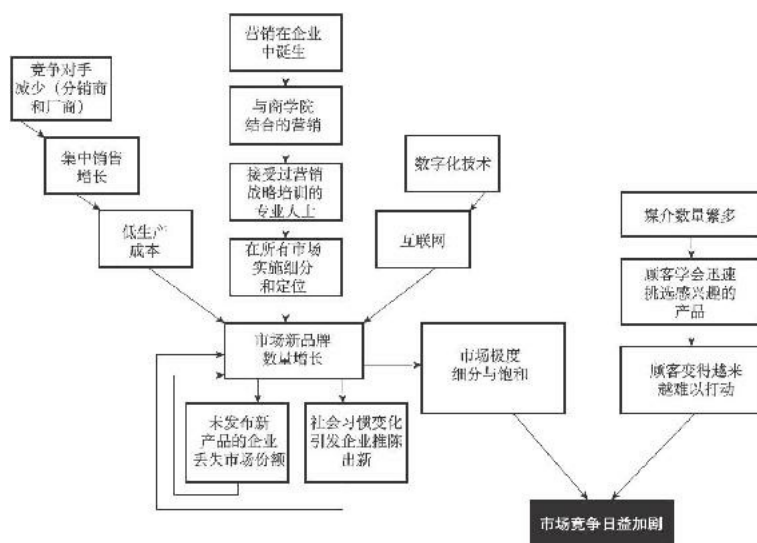 营销在企业
中诞生
竞争对手
减少（分销商
和厂商）
与商学院
结合的营销
集中销售
增长
数字化技术
接受过营销
战略培训的
专业人士
媒介数量繁多
低生产
成本
互联网
在所有市场
实施细分
和定位
顾客学会迅速
挑选感兴趣的
产品
市场新品牌
数量增长
市场极度
细分与饱和
顾客变得越来
越难以打动
未发布新
产品的企业
丢失市场份额
社会习惯变化
引发企业推陈
出新
市场竞争日益加剧